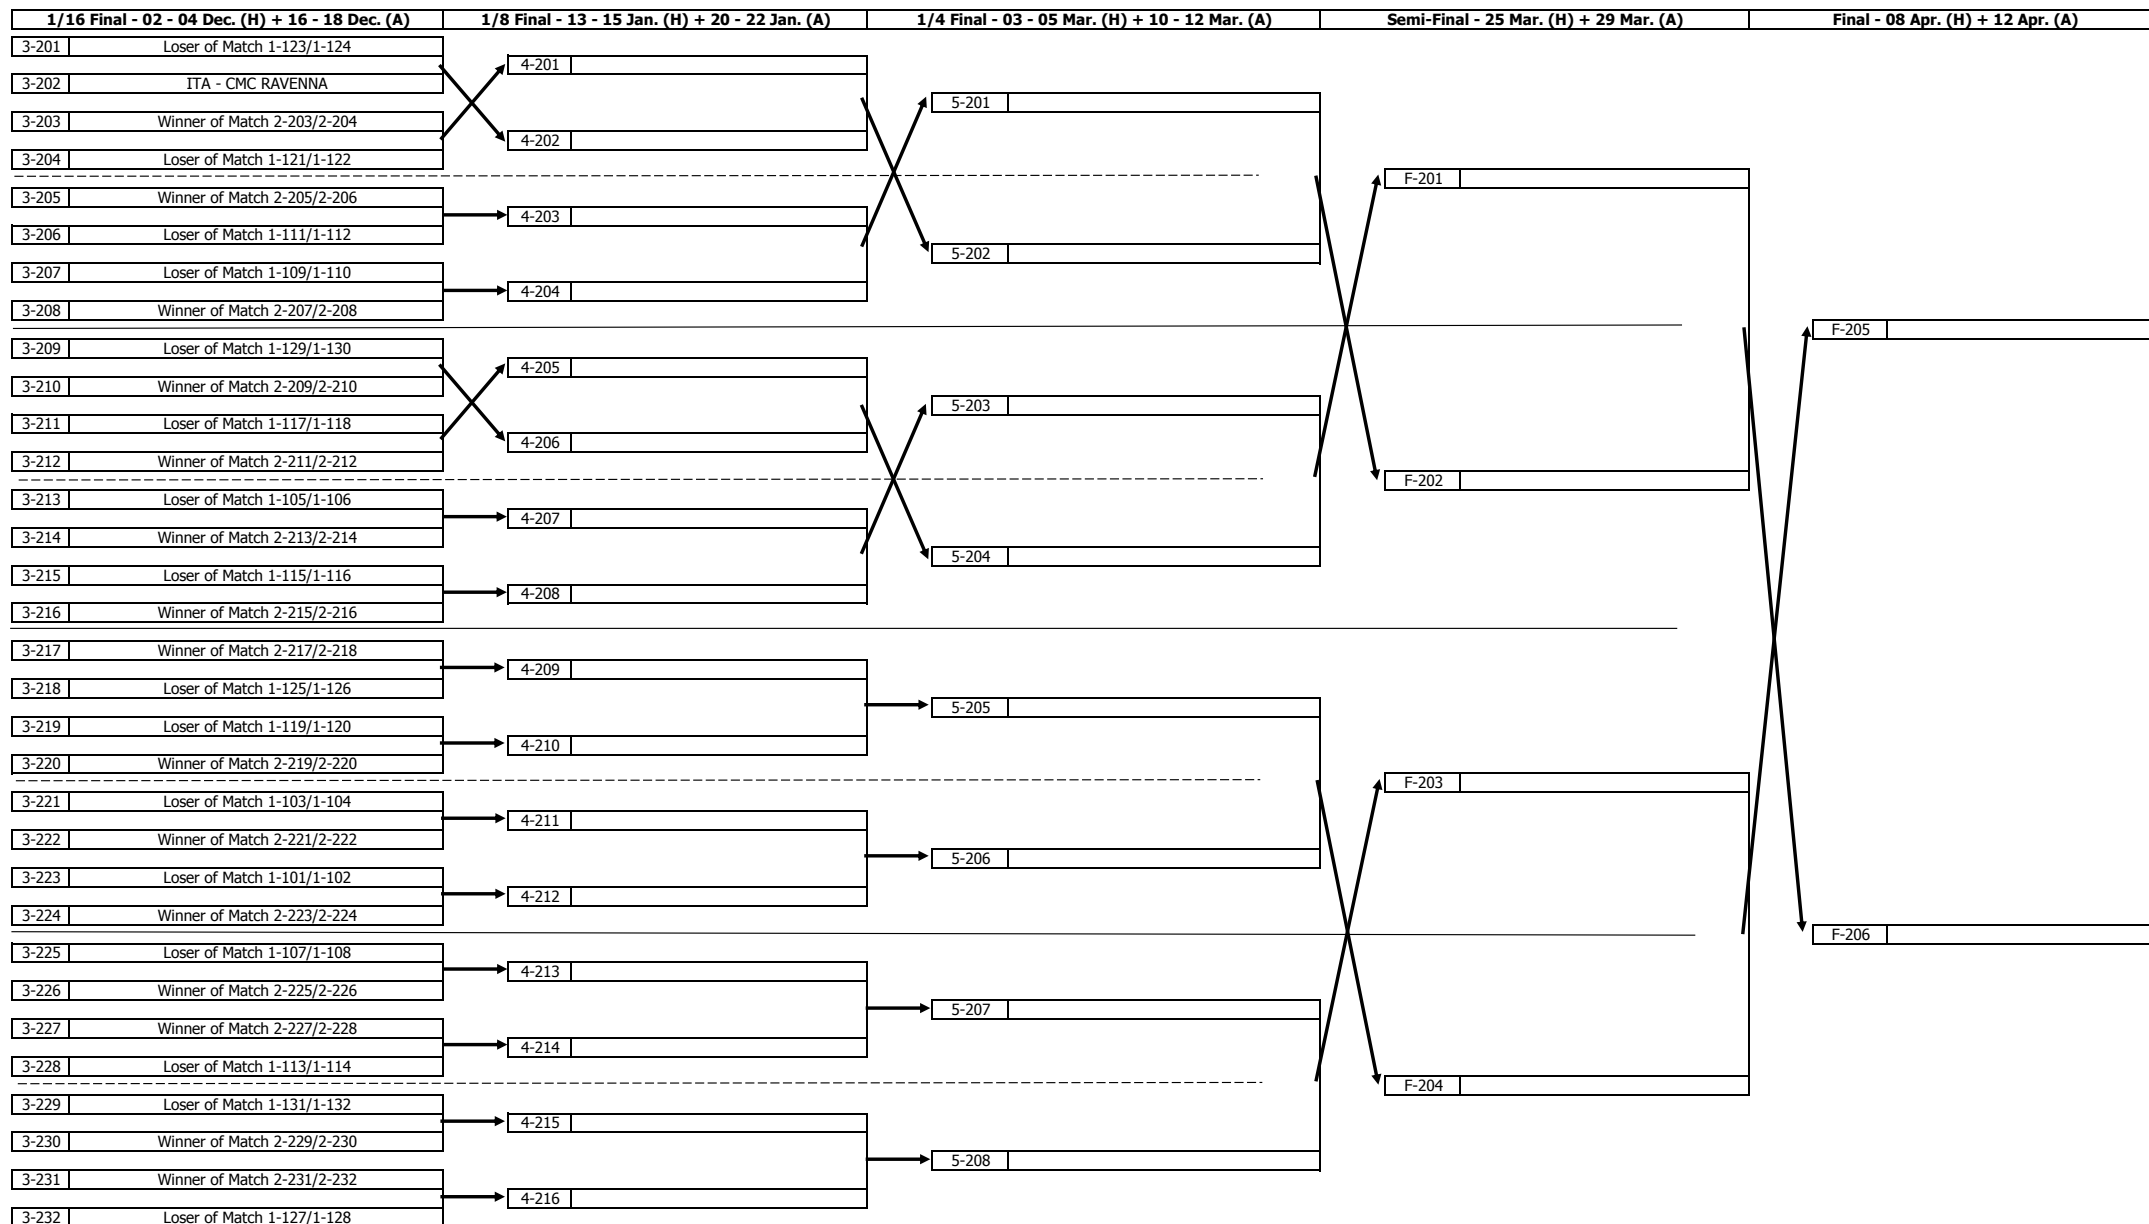 1/16 Final - 02 - 04 Dec. (H) + 16 - 18 Dec. (A) 1/8 Final - 13 - 15 Jan. (H) + 20 - 22 Jan. (A) 1/4 Final - 03 - 05 Mar. (H) + 10 - 12 Mar. (A) Semi-Final - 25 Mar. (H) + 29 Mar. (A) Final - 08 Apr. (H) + 12 Apr. (A)
3-201 Loser of Match 1-123/1-124
4-201
3-202 ITA - CMC RAVENNA
5-201
3-203 Winner of Match 2-203/2-204
4-202
3-204 Loser of Match 1-121/1-122
F-201
3-205 Winner of Match 2-205/2-206
4-203
3-206 Loser of Match 1-111/1-112
5-202
3-207 Loser of Match 1-109/1-110
4-204
3-208 Winner of Match 2-207/2-208
F-205
3-209 Loser of Match 1-129/1-130
4-205
3-210 Winner of Match 2-209/2-210
5-203
3-211 Loser of Match 1-117/1-118
4-206
3-212 Winner of Match 2-211/2-212
F-202
3-213 Loser of Match 1-105/1-106
4-207
3-214 Winner of Match 2-213/2-214
5-204
3-215 Loser of Match 1-115/1-116
4-208
3-216 Winner of Match 2-215/2-216
3-217 Winner of Match 2-217/2-218
4-209
3-218 Loser of Match 1-125/1-126
5-205
3-219 Loser of Match 1-119/1-120
4-210
3-220 Winner of Match 2-219/2-220
F-203
3-221 Loser of Match 1-103/1-104
4-211
3-222 Winner of Match 2-221/2-222
5-206
3-223 Loser of Match 1-101/1-102
4-212
3-224 Winner of Match 2-223/2-224
F-206
3-225 Loser of Match 1-107/1-108
4-213
3-226 Winner of Match 2-225/2-226
5-207
3-227 Winner of Match 2-227/2-228
4-214
3-228 Loser of Match 1-113/1-114
F-204
3-229 Loser of Match 1-131/1-132
4-215
3-230 Winner of Match 2-229/2-230
5-208
3-231 Winner of Match 2-231/2-232
4-216
3-232 Loser of Match 1-127/1-128